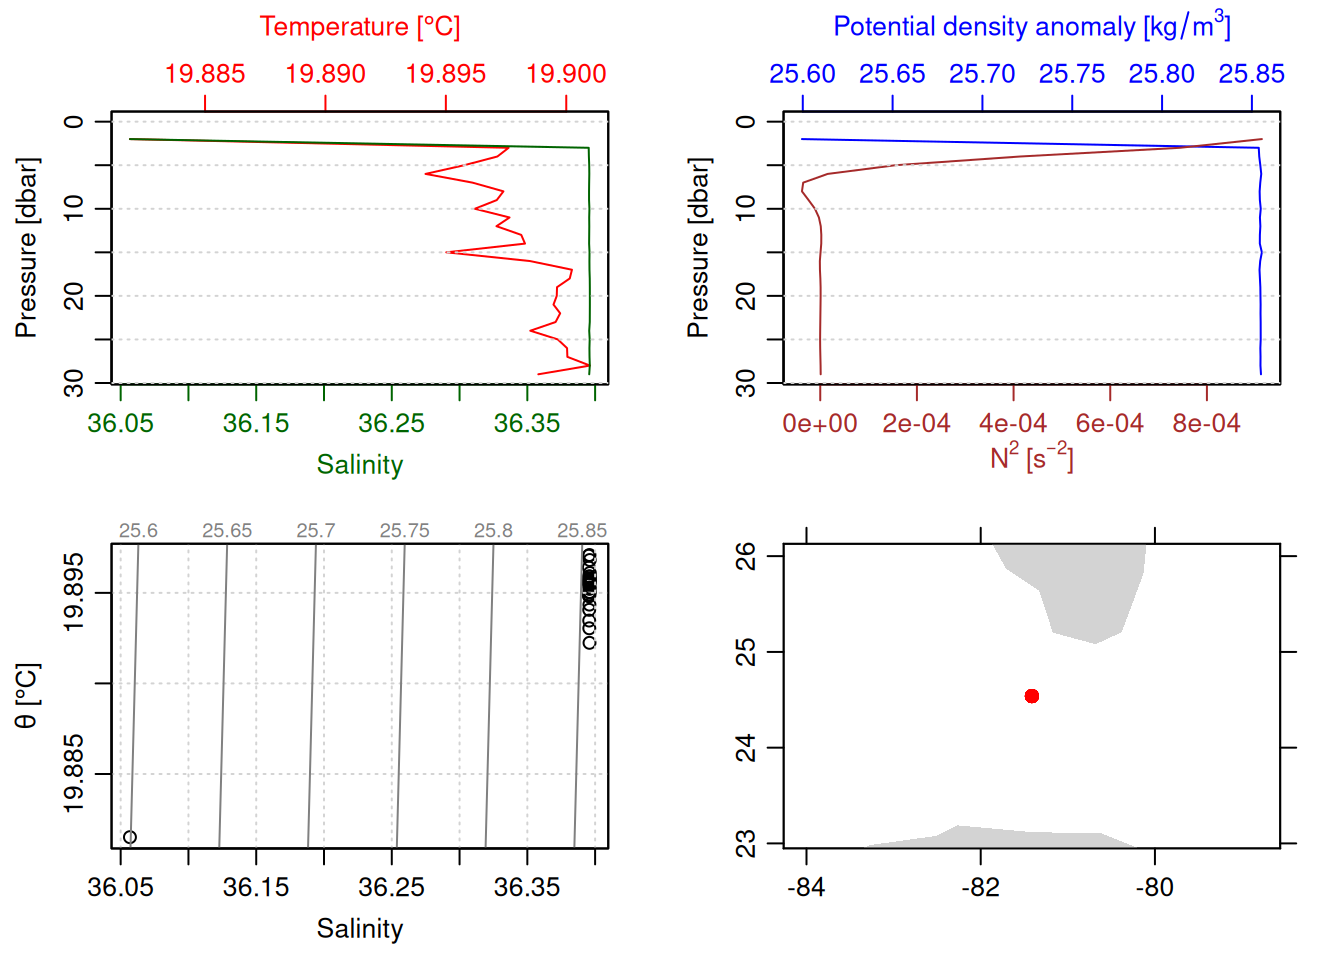 Temperature [°C]
19.885 19.890 19.895 19.900
0
10
20
30
Pressure [dbar]
36.05 36.15 36.25 36.35
Salinity
Potential density anomaly [kg/m³]
25.60 25.65 25.70 25.75 25.80 25.85
0
10
20
30
Pressure [dbar]
0e+00 2e-04 4e-04 6e-04 8e-04
N² [s⁻²]
25.6 25.65 25.7 25.75 25.8 25.85
19.895
19.885
θ [°C]
36.05 36.15 36.25 36.35
Salinity
26
25
24
23
-84 -82 -80